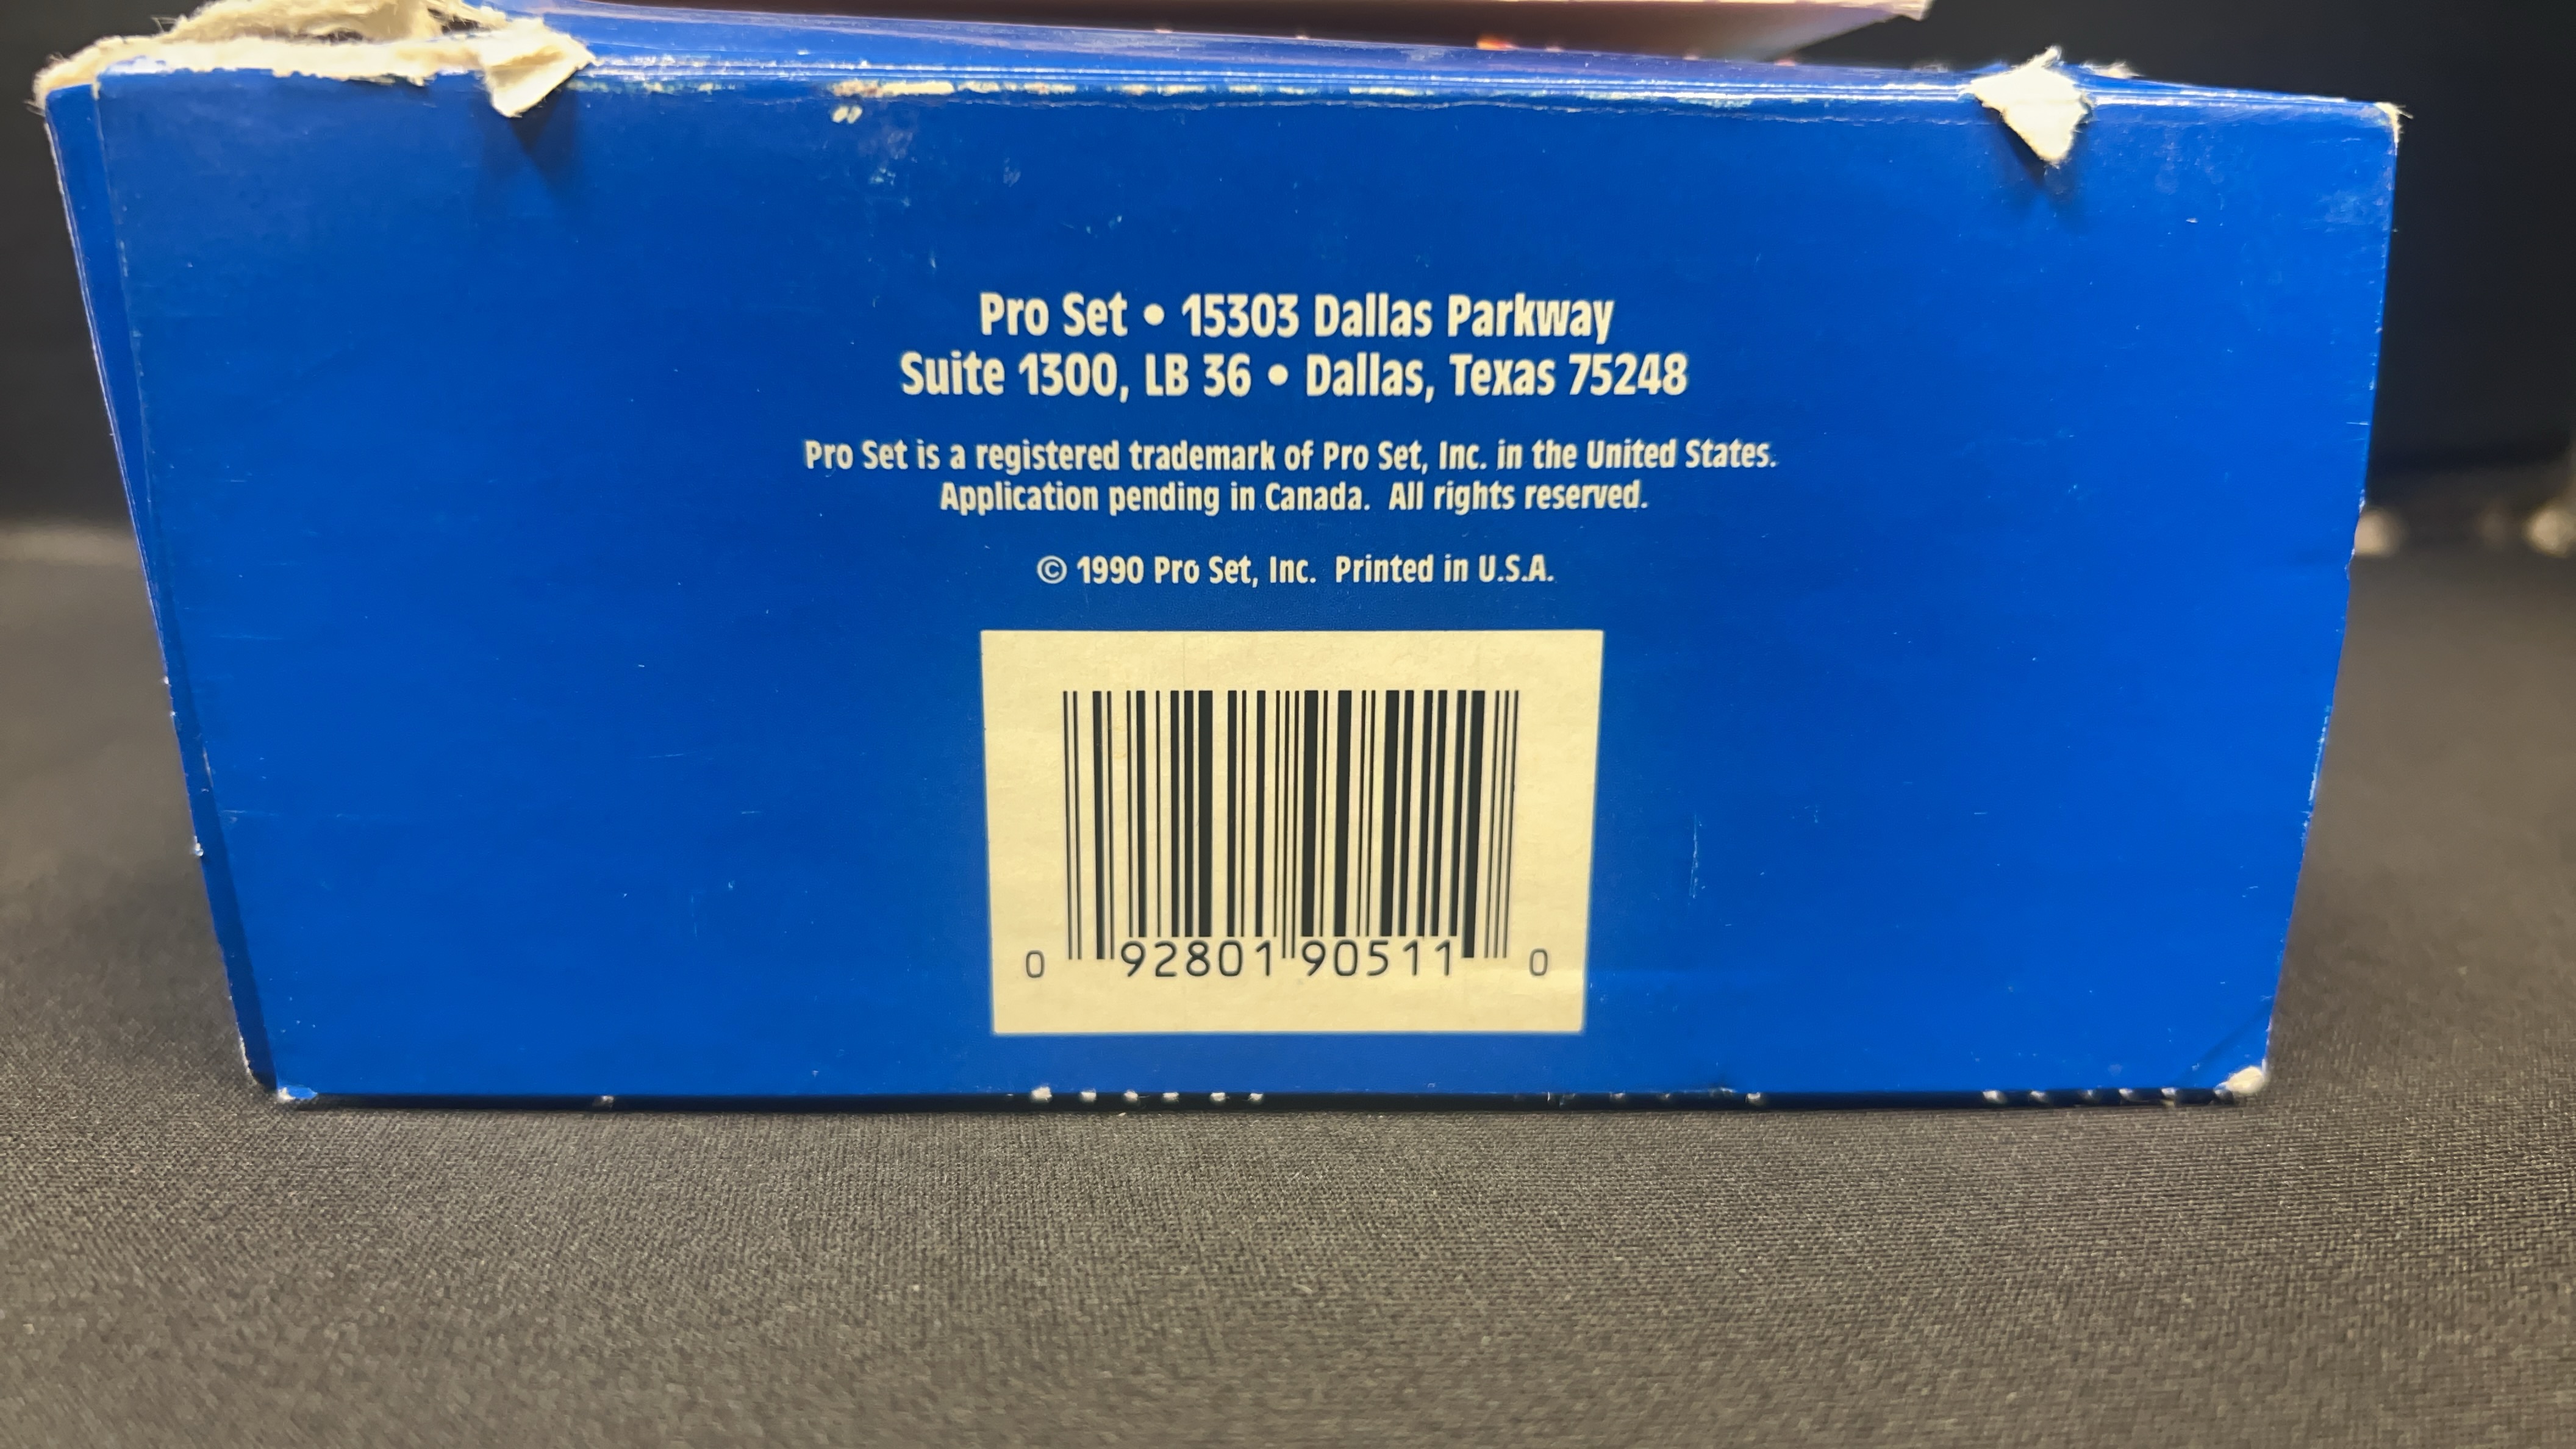 Pro Set • 15303 Dallas Parkway
Suite 1300, LB 36 • Dallas, Texas 75248
Pro Set is a registered trademark of Pro Set, Inc. in the United States.
Application pending in Canada. All rights reserved.
© 1990 Pro Set, Inc. Printed in U.S.A.
0 92801 90511 0